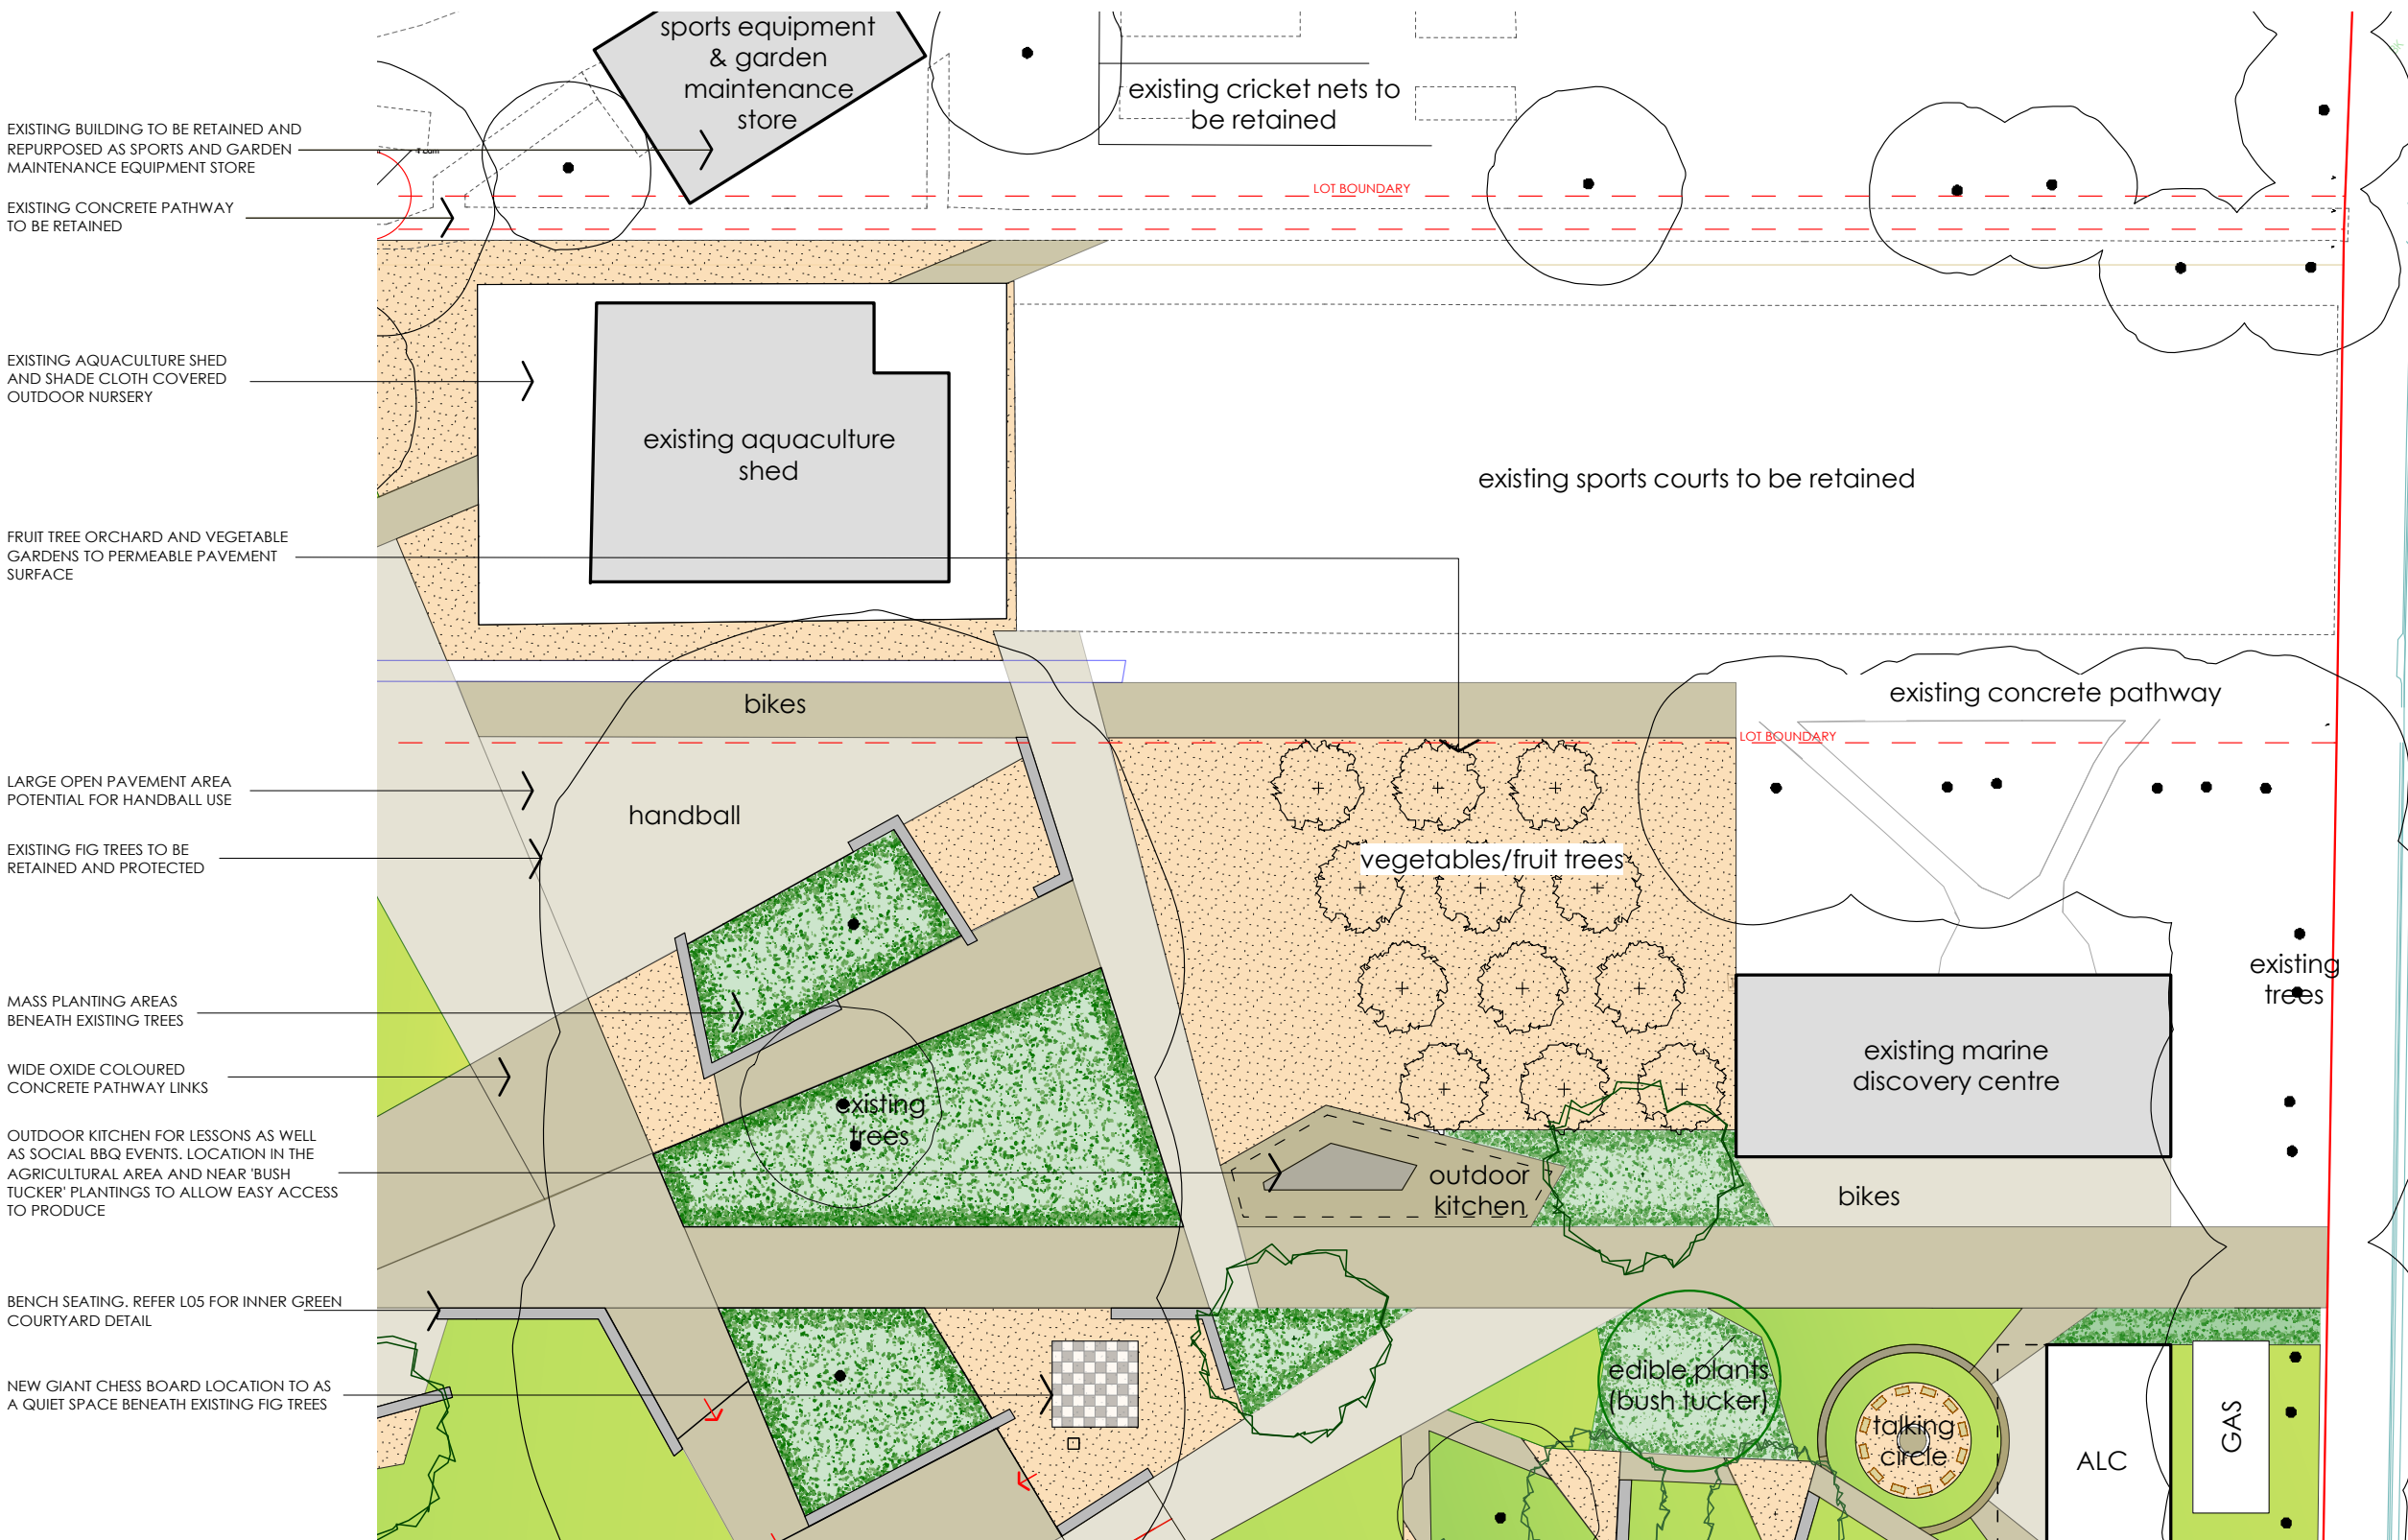 sports equipment
& garden
maintenance
store
existing cricket nets to
be retained
EXISTING BUILDING TO BE RETAINED AND
REPURPOSED AS SPORTS AND GARDEN
MAINTENANCE EQUIPMENT STORE
LOT BOUNDARY
EXISTING CONCRETE PATHWAY
TO BE RETAINED
EXISTING AQUACULTURE SHED
AND SHADE CLOTH COVERED
OUTDOOR NURSERY
existing aquaculture
shed
existing sports courts to be retained
FRUIT TREE ORCHARD AND VEGETABLE
GARDENS TO PERMEABLE PAVEMENT
SURFACE
bikes
existing concrete pathway
LOT BOUNDARY
LARGE OPEN PAVEMENT AREA
POTENTIAL FOR HANDBALL USE
handball
EXISTING FIG TREES TO BE
RETAINED AND PROTECTED
vegetables/fruit trees
existing
trees
MASS PLANTING AREAS
BENEATH EXISTING TREES
WIDE OXIDE COLOURED
CONCRETE PATHWAY LINKS
existing marine
discovery centre
existing
trees
OUTDOOR KITCHEN FOR LESSONS AS WELL
AS SOCIAL BBQ EVENTS. LOCATION IN THE
AGRICULTURAL AREA AND NEAR 'BUSH
TUCKER' PLANTINGS TO ALLOW EASY ACCESS
TO PRODUCE
outdoor
kitchen
bikes
BENCH SEATING. REFER L05 FOR INNER GREEN
COURTYARD DETAIL
NEW GIANT CHESS BOARD LOCATION TO AS
A QUIET SPACE BENEATH EXISTING FIG TREES
edible plants
(bush tucker)
talking
circle
ALC
GAS